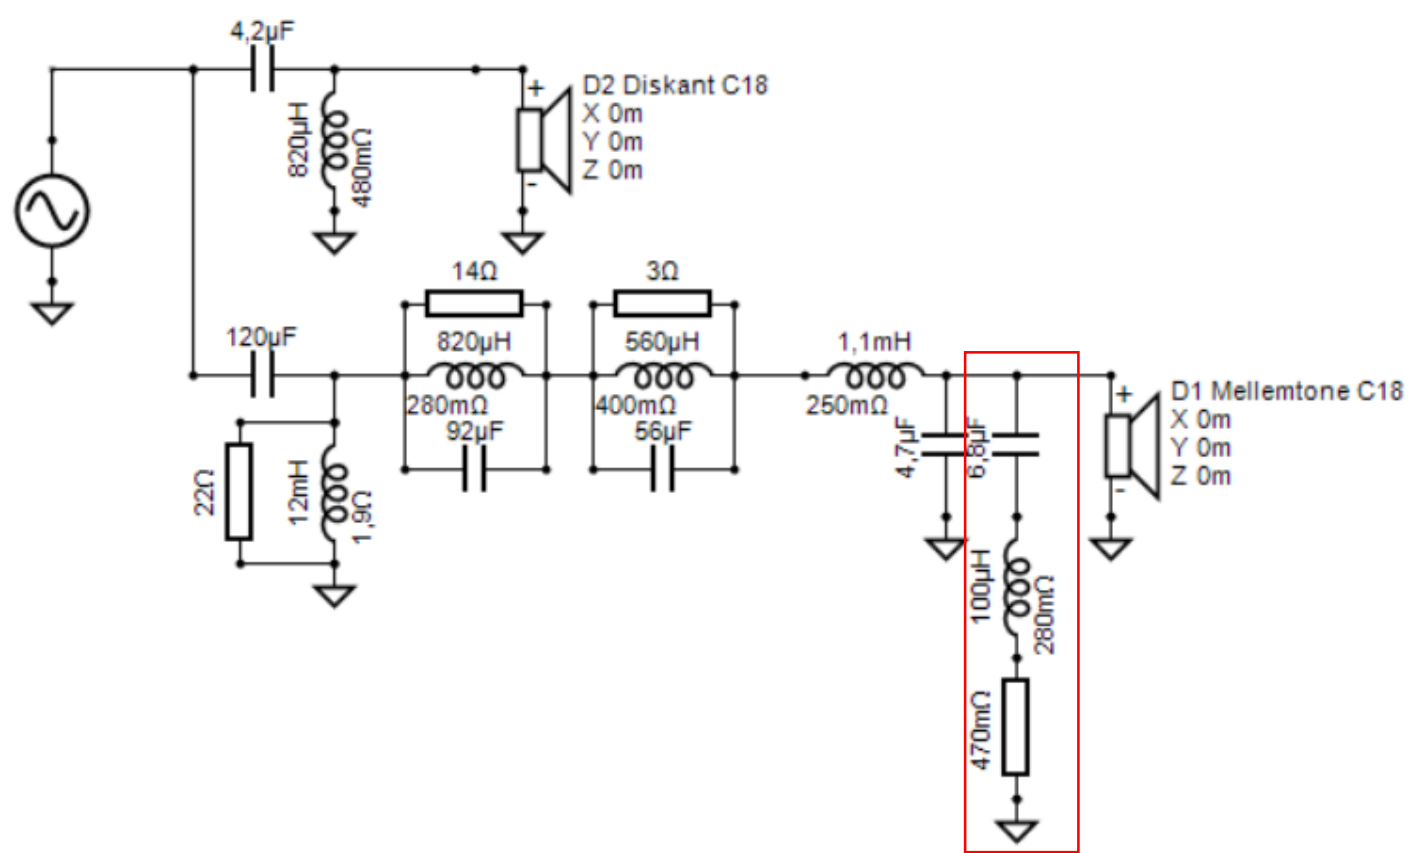 4,2µF
820µH
480mΩ
+
-
D2 Diskant C18
X 0m
Y 0m
Z 0m
14Ω
820µH
280mΩ
92µF
3Ω
560µH
400mΩ
56µF
120µF
22Ω
12mH
1,9Ω
1,1mH
250mΩ
4,7µF
6,8µF
+
-
D1 Mellemtone C18
X 0m
Y 0m
Z 0m
100µH
280mΩ
470mΩ